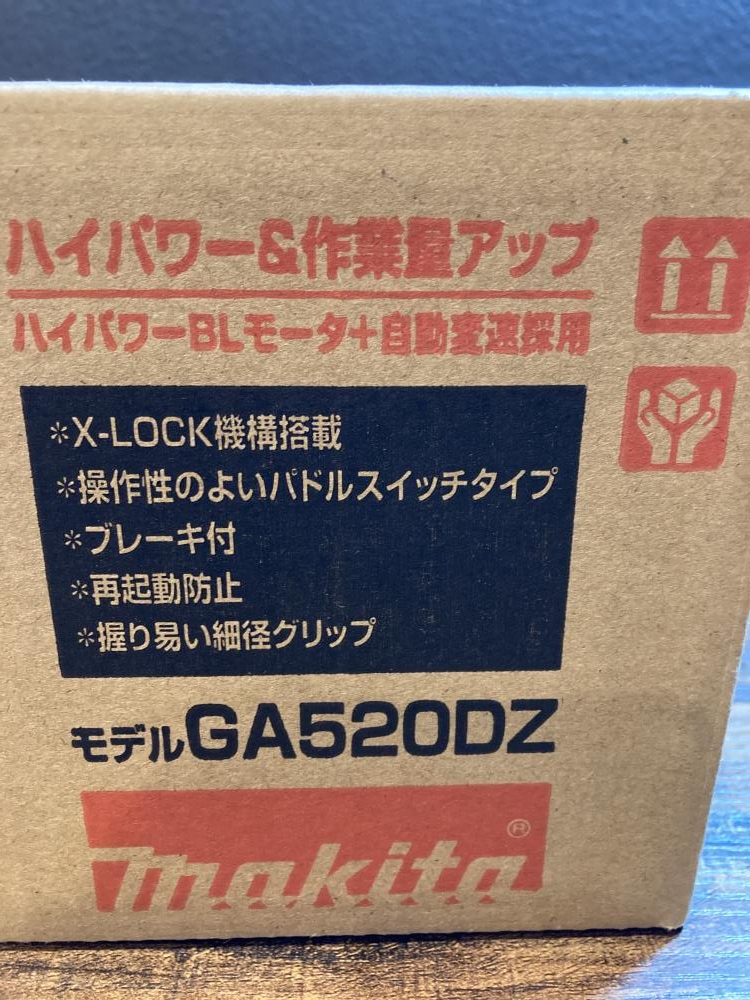 ハイパワー&作業量アップ
ハイパワーBLモータ+自動変速採用
*X-LOCK機構搭載
*操作性のよいパドルスイッチタイプ
*ブレーキ付
*再起動防止
*握り易い細径グリップ
モデルGA520DZ
makita®